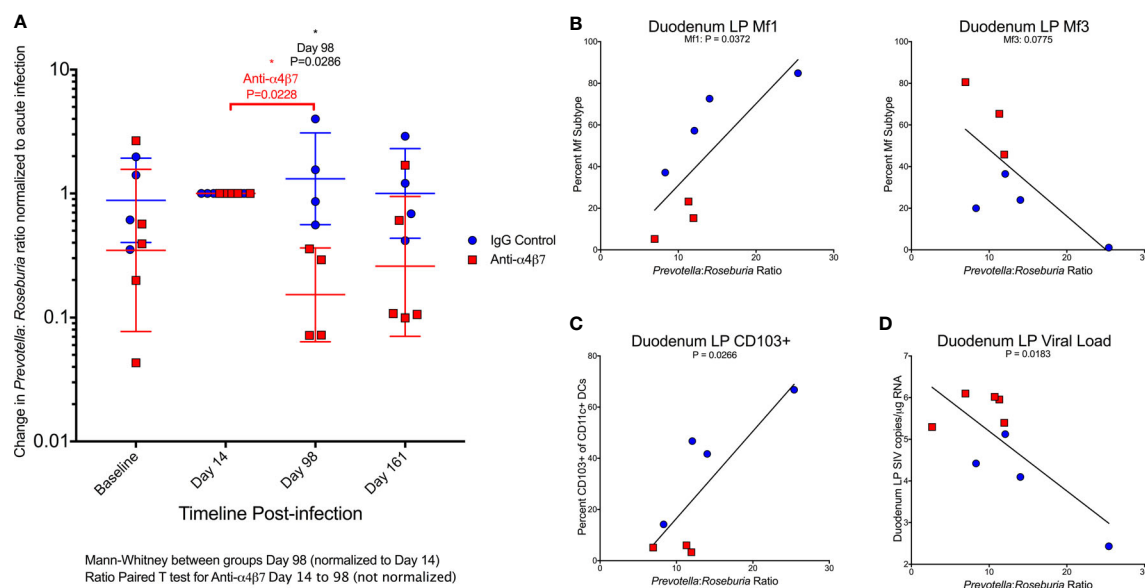 A
*
Day 98
P=0.0286
*
Anti-α4β7
P=0.0228
Change in Prevotella: Roseburia ratio normalized to acute infection
10
1
0.1
0.01
Baseline
Day 14
Day 98
Day 161
Timeline Post-infection
IgG Control
Anti-α4β7
Mann-Whitney between groups Day 98 (normalized to Day 14)
Ratio Paired T test for Anti-α4β7 Day 14 to 98 (not normalized)
B
Duodenum LP Mf1
Mf1: P = 0.0372
Percent Mf Subtype
100
80
60
40
20
0
0
10
20
30
Prevotella:Roseburia Ratio
Duodenum LP Mf3
Mf3: 0.0775
Percent Mf Subtype
100
80
60
40
20
0
0
10
20
30
Prevotella:Roseburia Ratio
C
Duodenum LP CD103+
P = 0.0266
Percent CD103+ of CD11c+ DCs
80
60
40
20
0
0
10
20
30
Prevotella:Roseburia Ratio
D
Duodenum LP Viral Load
P = 0.0183
Duodenum LP SIV copies/μg RNA
7
6
5
4
3
2
0
10
20
30
Prevotella:Roseburia Ratio